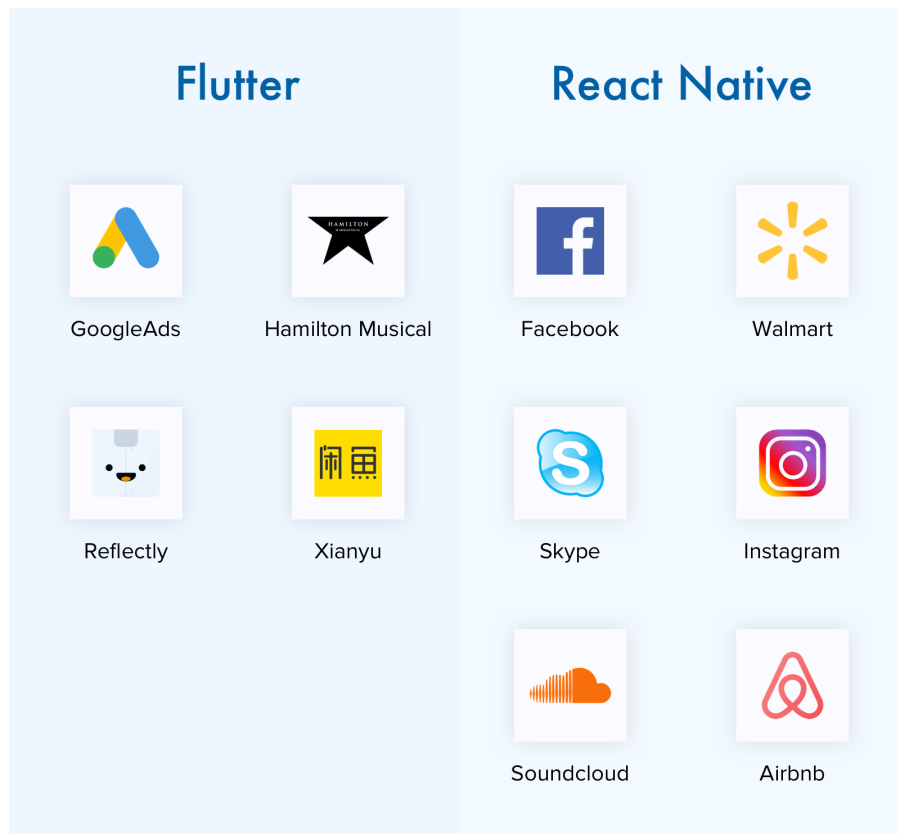 Flutter
React Native
HAMILTON
GoogleAds
Hamilton Musical
Facebook
Walmart
闲鱼
Reflectly
Xianyu
Skype
Instagram
Soundcloud
Airbnb